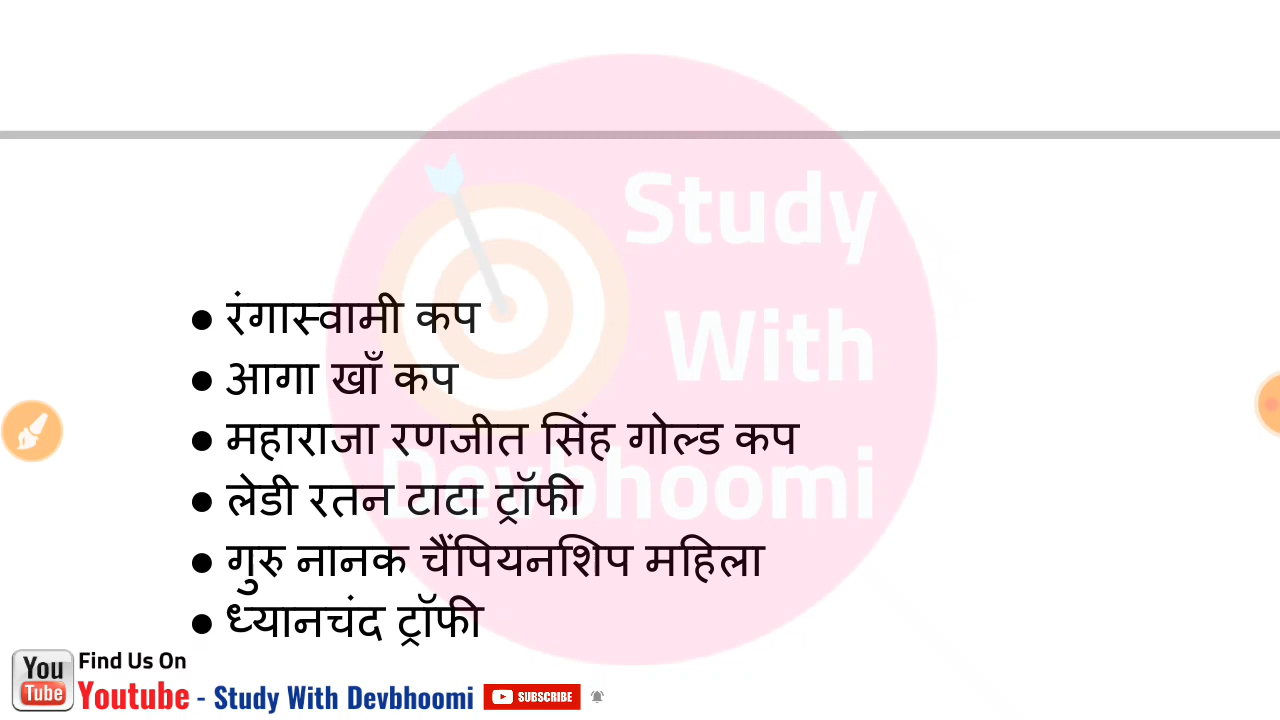 Study
With
Devbhoomi
● रंगास्वामी कप
● आगा खाँ कप
● महाराजा रणजीत सिंह गोल्ड कप
● लेडी रतन टाटा ट्रॉफी
● गुरु नानक चैंपियनशिप महिला
● ध्यानचंद ट्रॉफी
You Tube
Find Us On
Youtube - Study With Devbhoomi SUBSCRIBE